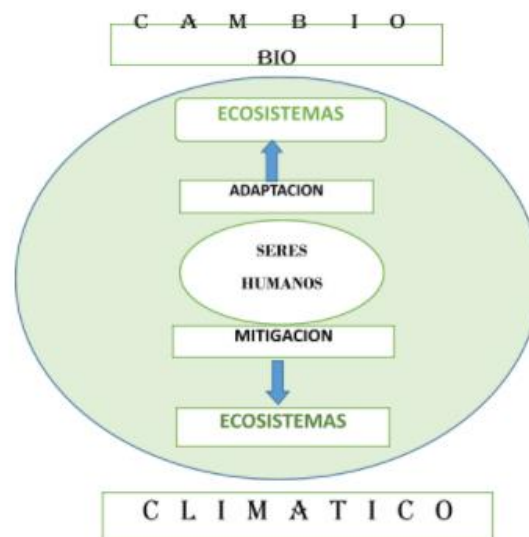 C A M B I O
BIO
ECOSISTEMAS
ADAPTACION
SERES
HUMANOS
MITIGACION
ECOSISTEMAS
C L I M A T I C O